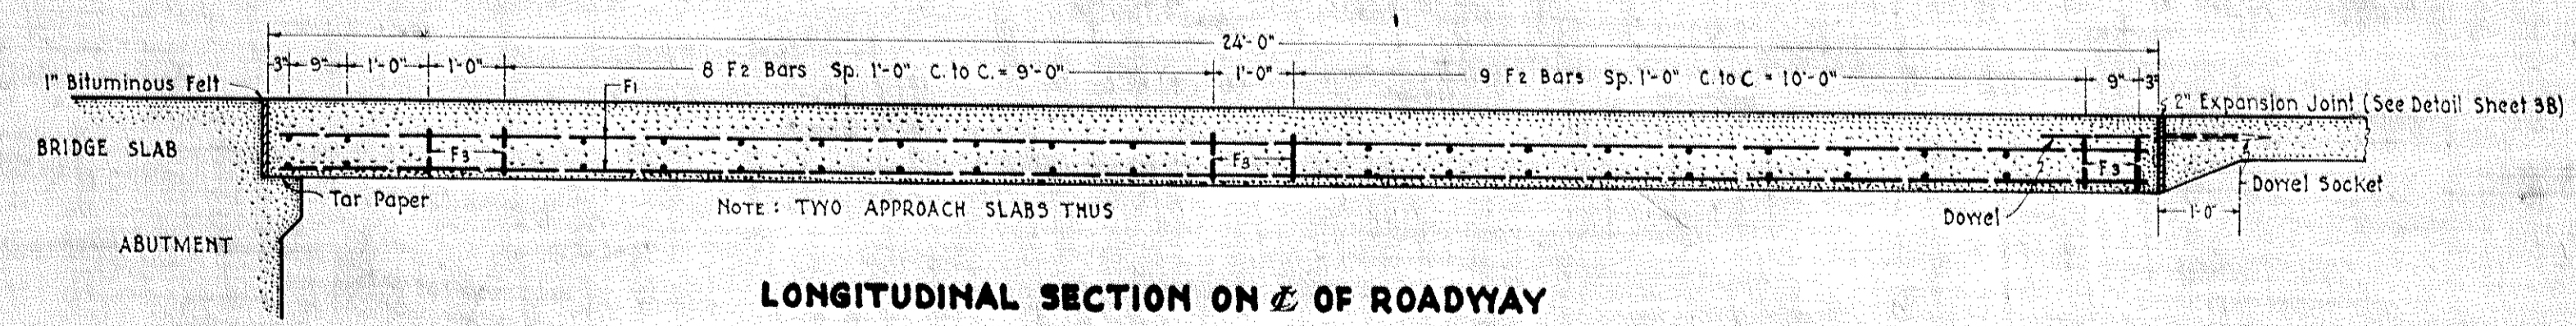 24'-0"
3" 9" 1'-0" 1'-0" 8 F2 Bars Sp. 1'-0" C. to C. = 9'-0" 1'-0" 9 F2 Bars Sp. 1'-0" C. to C = 10'-0" 9" 3"
1" Bituminous Felt
F1
2" Expansion Joint (See Detail Sheet 3B)
BRIDGE SLAB
F3
F3
F3
Tar Paper
Dowel Socket
NOTE: TWO APPROACH SLABS THUS
Dowel
1'-0"
ABUTMENT
LONGITUDINAL SECTION ON ℄ OF ROADWAY